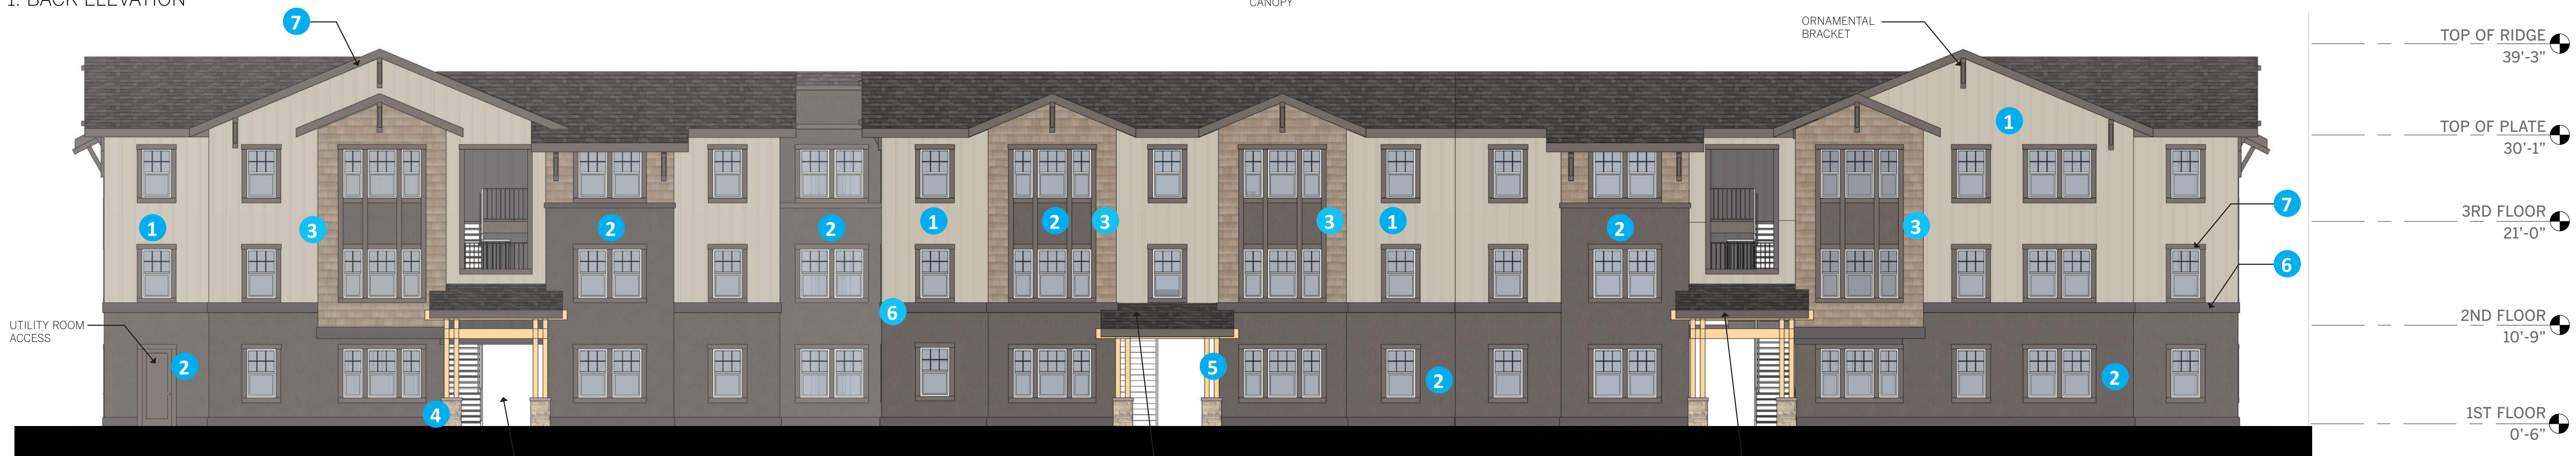 1. BACK ELEVATION
CANOPY
7
ORNAMENTAL
BRACKET
TOP OF RIDGE
39'-3"
1
TOP OF PLATE
30'-1"
1
3
2
2
1
2
3
3
1
2
3
7
3RD FLOOR
21'-0"
6
6
UTILITY ROOM
ACCESS
2ND FLOOR
10'-9"
2
5
2
2
4
1ST FLOOR
0'-6"